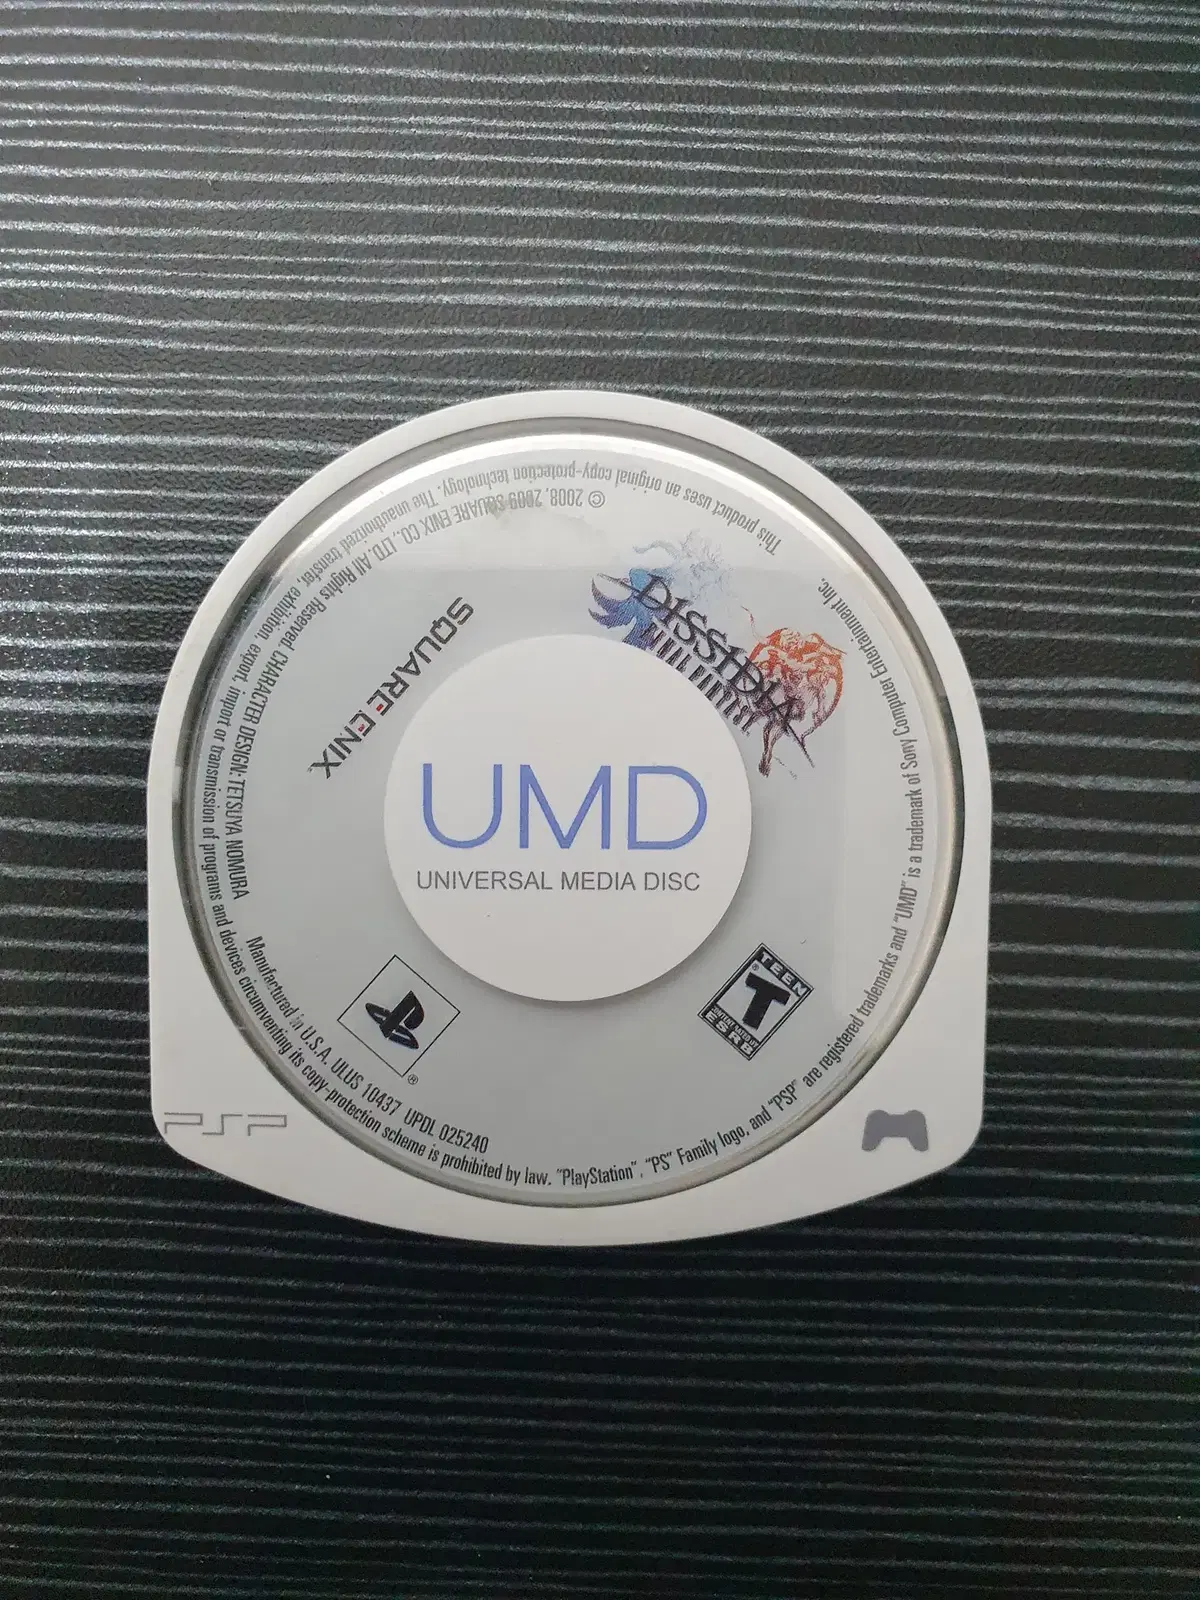 DISSIDIA
FINAL FANTASY
SQUARE ENIX
UMD
UNIVERSAL MEDIA DISC
TEEN
T
ESRB
®
PSP
© 2008, 2009 SQUARE ENIX CO., LTD. All Rights Reserved. CHARACTER DESIGN: TETSUYA NOMURA
Manufactured in U.S.A. ULUS 10437 UPDL 025240
This product uses an original copy-protection technology. The unauthorized transfer, exhibition, export, import or transmission of programs and devices circumventing its copy-protection scheme is prohibited by law. "PlayStation", "PS" Family logo, and "PSP" are registered trademarks and "UMD" is a trademark of Sony Computer Entertainment Inc.